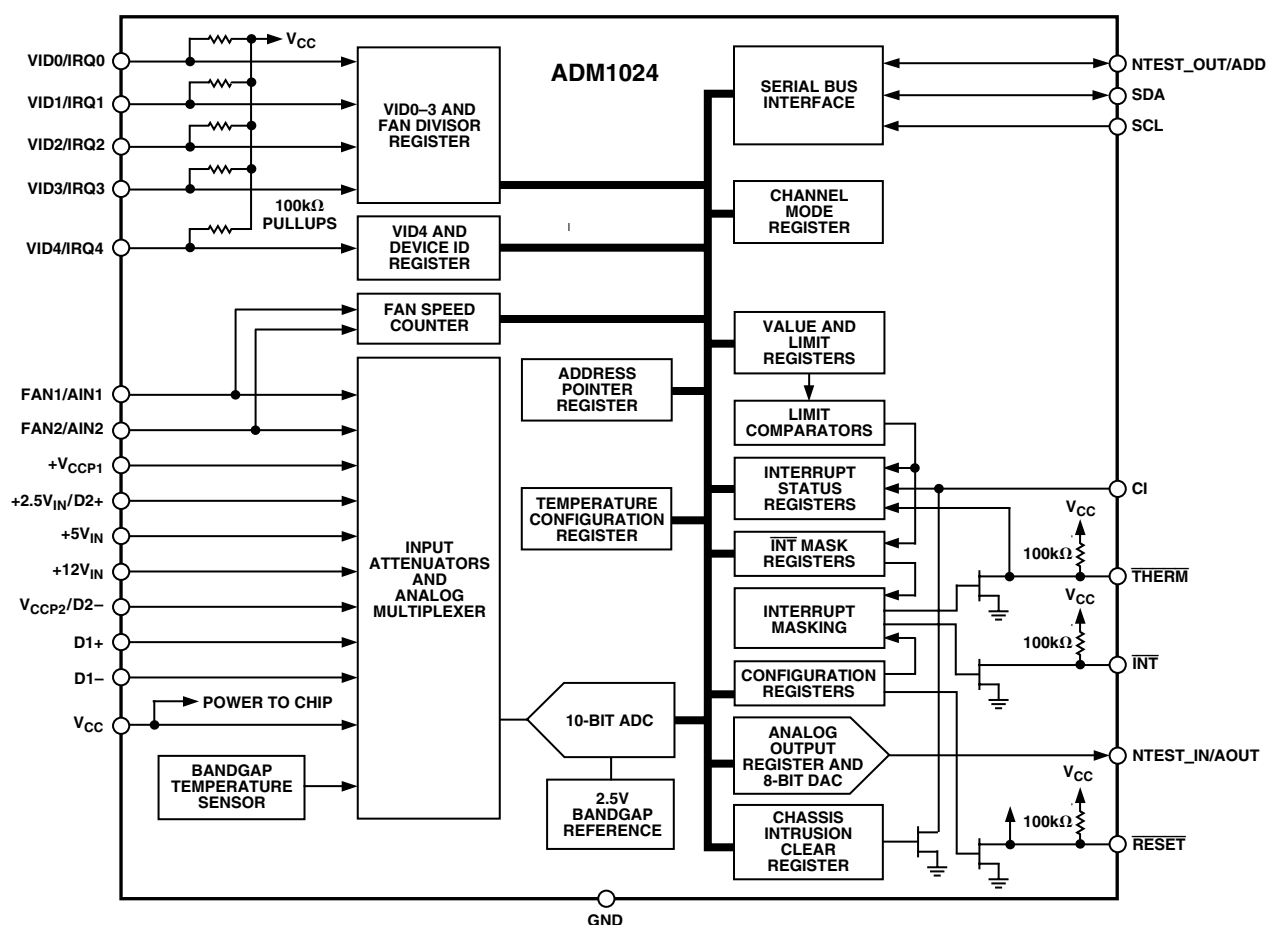 ADM1024
VID0/IRQ0
VID1/IRQ1
VID2/IRQ2
VID3/IRQ3
VID4/IRQ4
VCC
100kΩ
PULLUPS
VID0–3 AND
FAN DIVISOR
REGISTER
VID4 AND
DEVICE ID
REGISTER
FAN SPEED
COUNTER
FAN1/AIN1
FAN2/AIN2
+VCCP1
+2.5VIN/D2+
+5VIN
+12VIN
VCCP2/D2–
D1+
D1–
VCC
POWER TO CHIP
BANDGAP
TEMPERATURE
SENSOR
INPUT
ATTENUATORS
AND
ANALOG
MULTIPLEXER
ADDRESS
POINTER
REGISTER
TEMPERATURE
CONFIGURATION
REGISTER
10-BIT ADC
2.5V
BANDGAP
REFERENCE
SERIAL BUS
INTERFACE
CHANNEL
MODE
REGISTER
VALUE AND
LIMIT
REGISTERS
LIMIT
COMPARATORS
INTERRUPT
STATUS
REGISTERS
INT MASK
REGISTERS
INTERRUPT
MASKING
CONFIGURATION
REGISTERS
ANALOG
OUTPUT
REGISTER AND
8-BIT DAC
CHASSIS
INTRUSION
CLEAR
REGISTER
NTEST_OUT/ADD
SDA
SCL
CI
VCC
100kΩ
THERM
VCC
100kΩ
INT
NTEST_IN/AOUT
VCC
100kΩ
RESET
GND